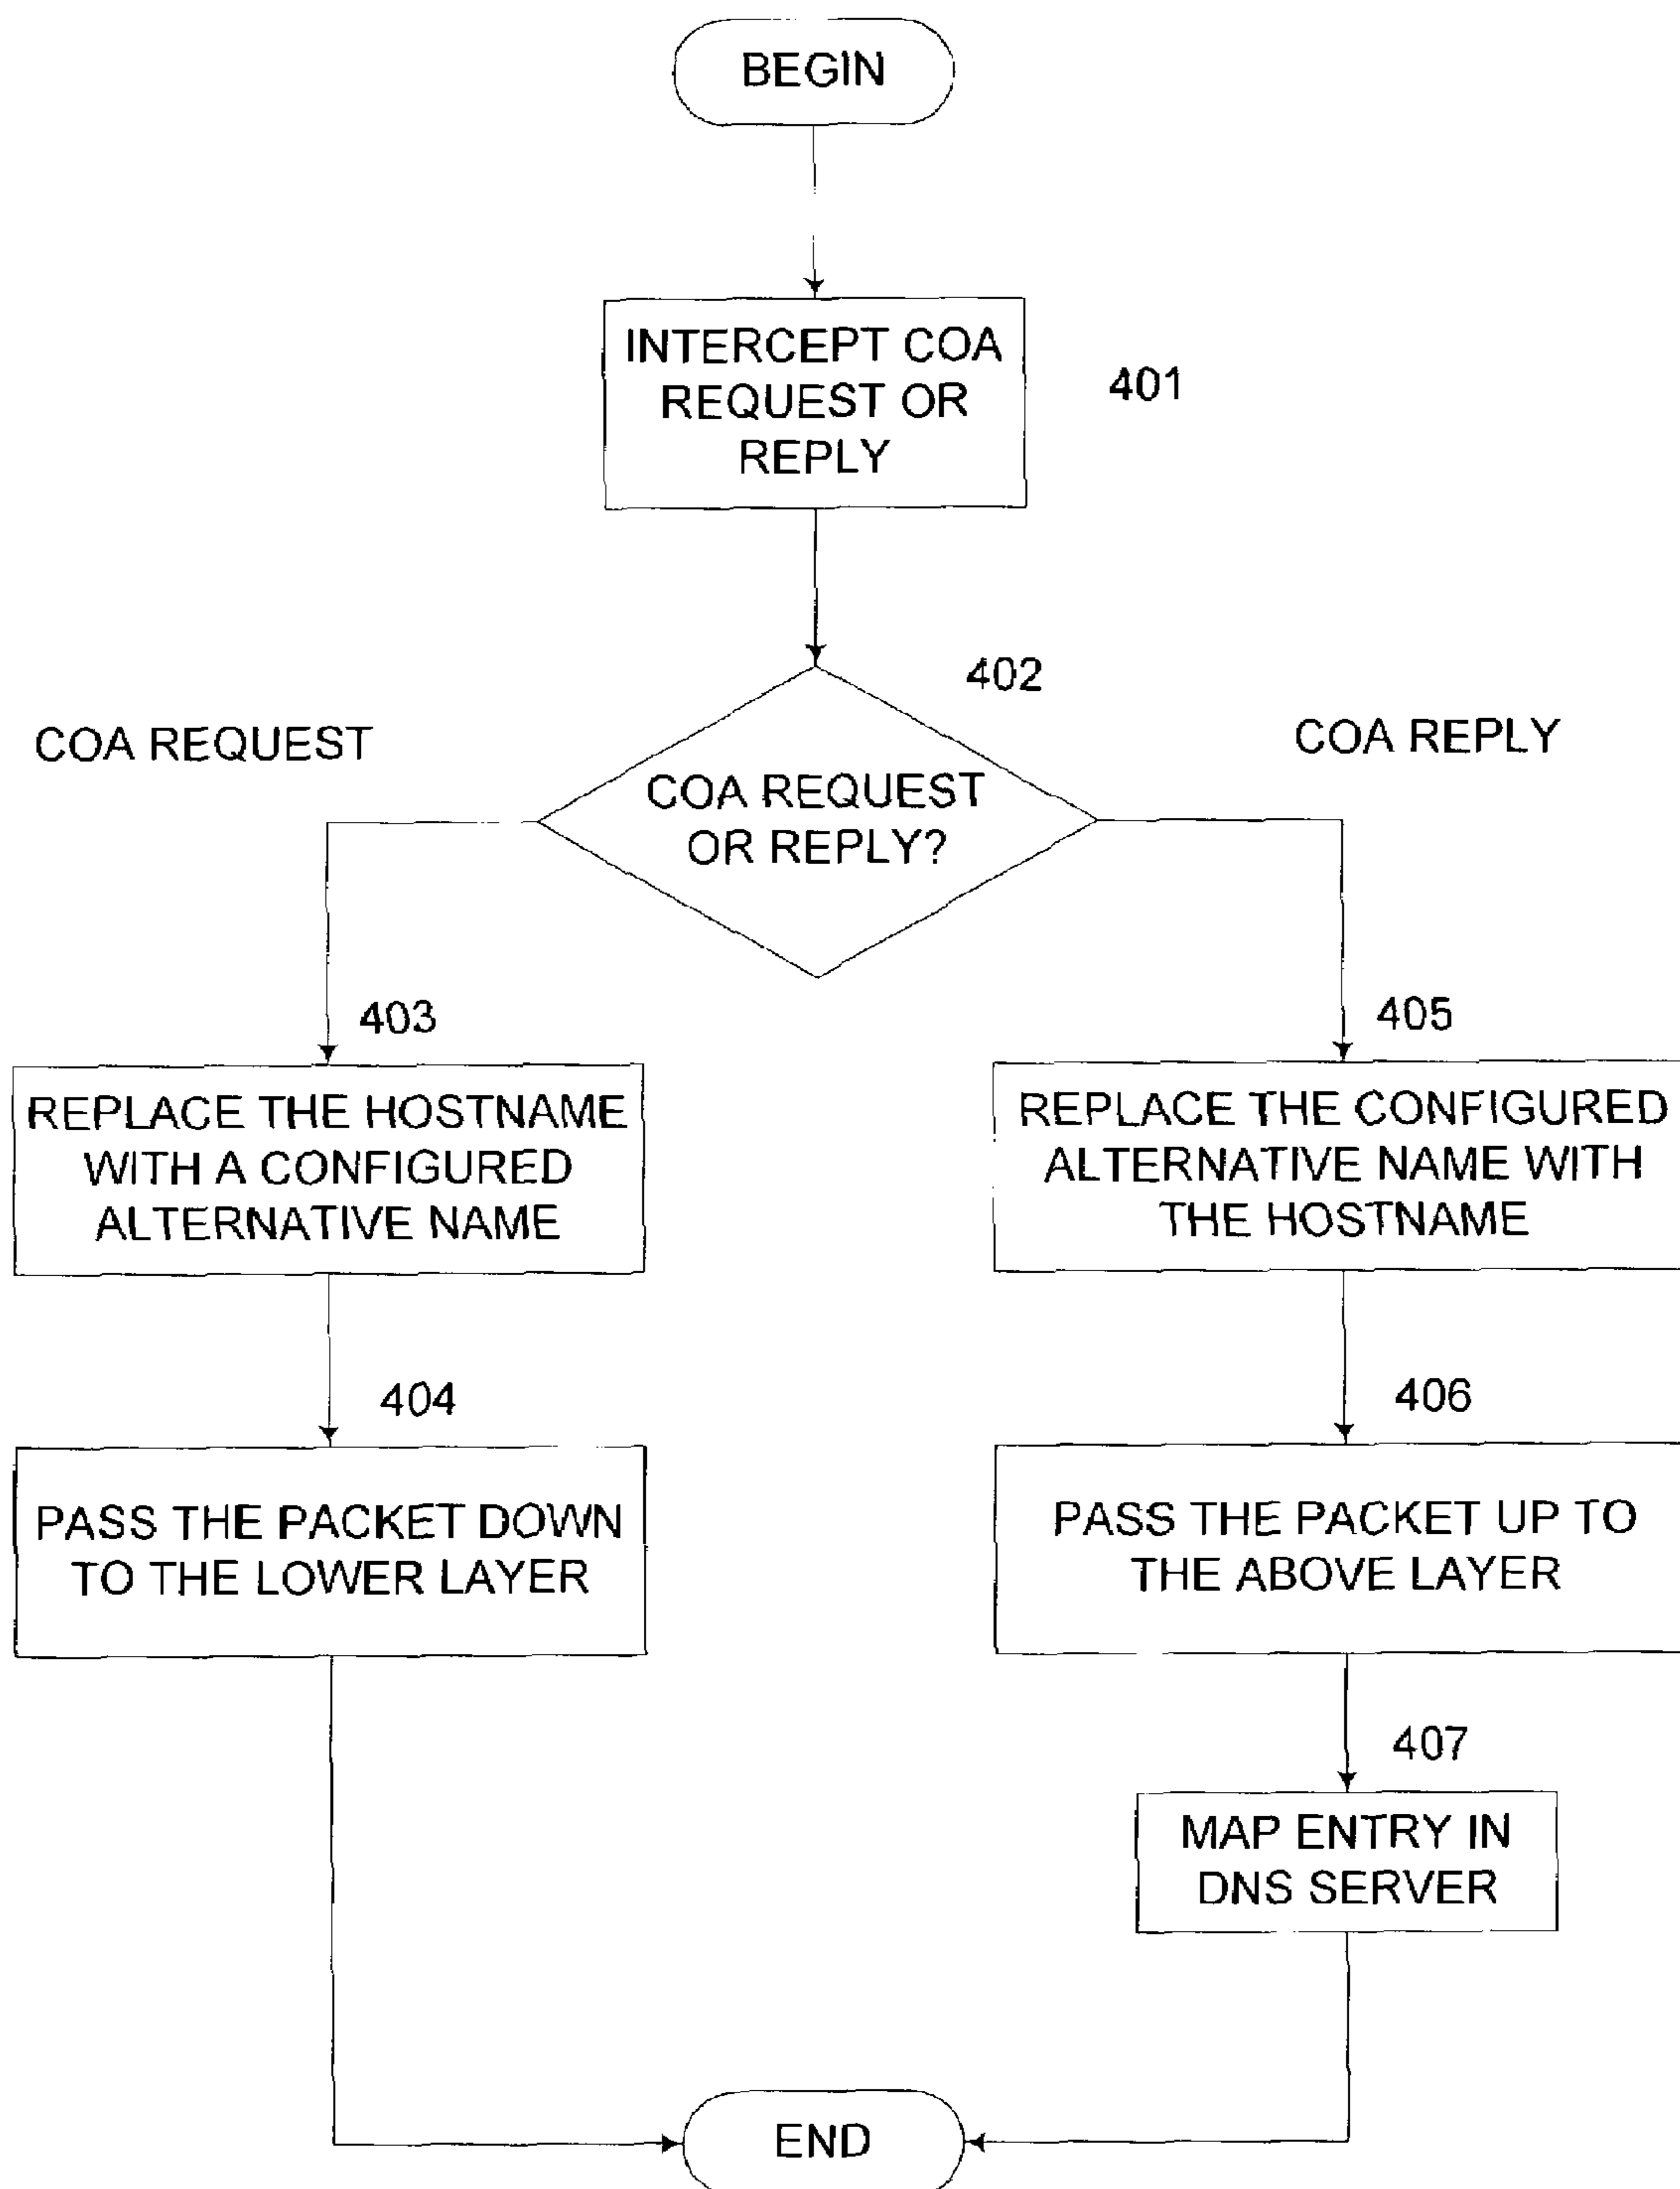 BEGIN
INTERCEPT COA
REQUEST OR
REPLY
401
402
COA REQUEST
COA REPLY
COA REQUEST
OR REPLY?
403
405
REPLACE THE HOSTNAME
WITH A CONFIGURED
ALTERNATIVE NAME
REPLACE THE CONFIGURED
ALTERNATIVE NAME WITH
THE HOSTNAME
404
406
PASS THE PACKET DOWN
TO THE LOWER LAYER
PASS THE PACKET UP TO
THE ABOVE LAYER
407
MAP ENTRY IN
DNS SERVER
END